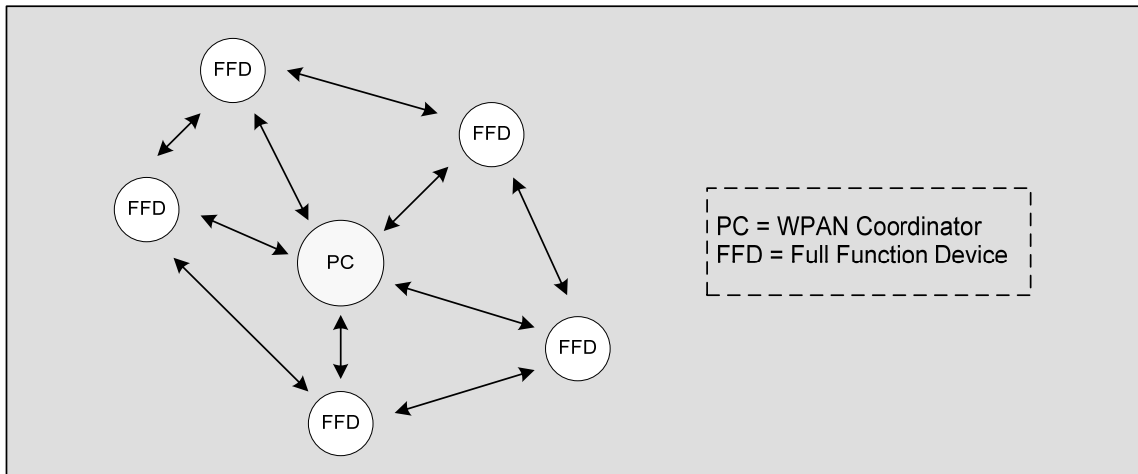 FFD
FFD
FFD
PC
FFD
FFD
PC = WPAN Coordinator
FFD = Full Function Device